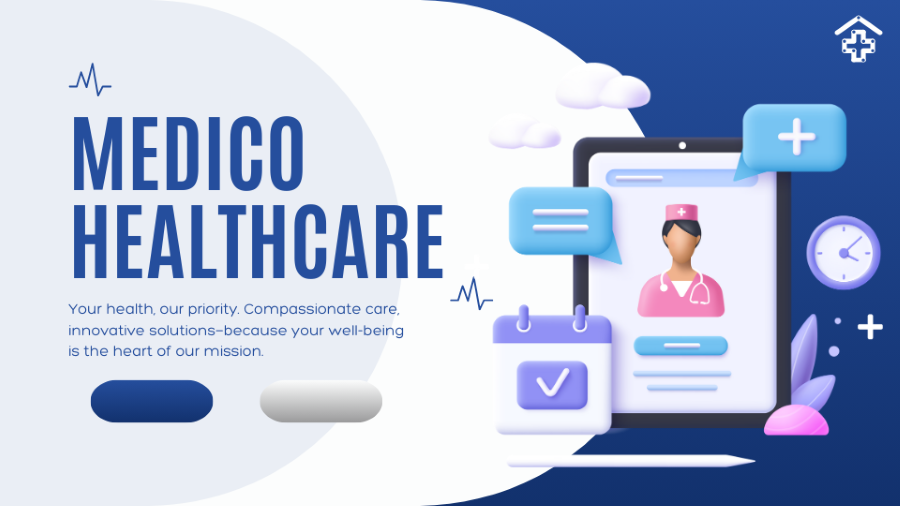 MEDICO
HEALTHCARE
Your health, our priority. Compassionate care,
innovative solutions—because your well-being
is the heart of our mission.